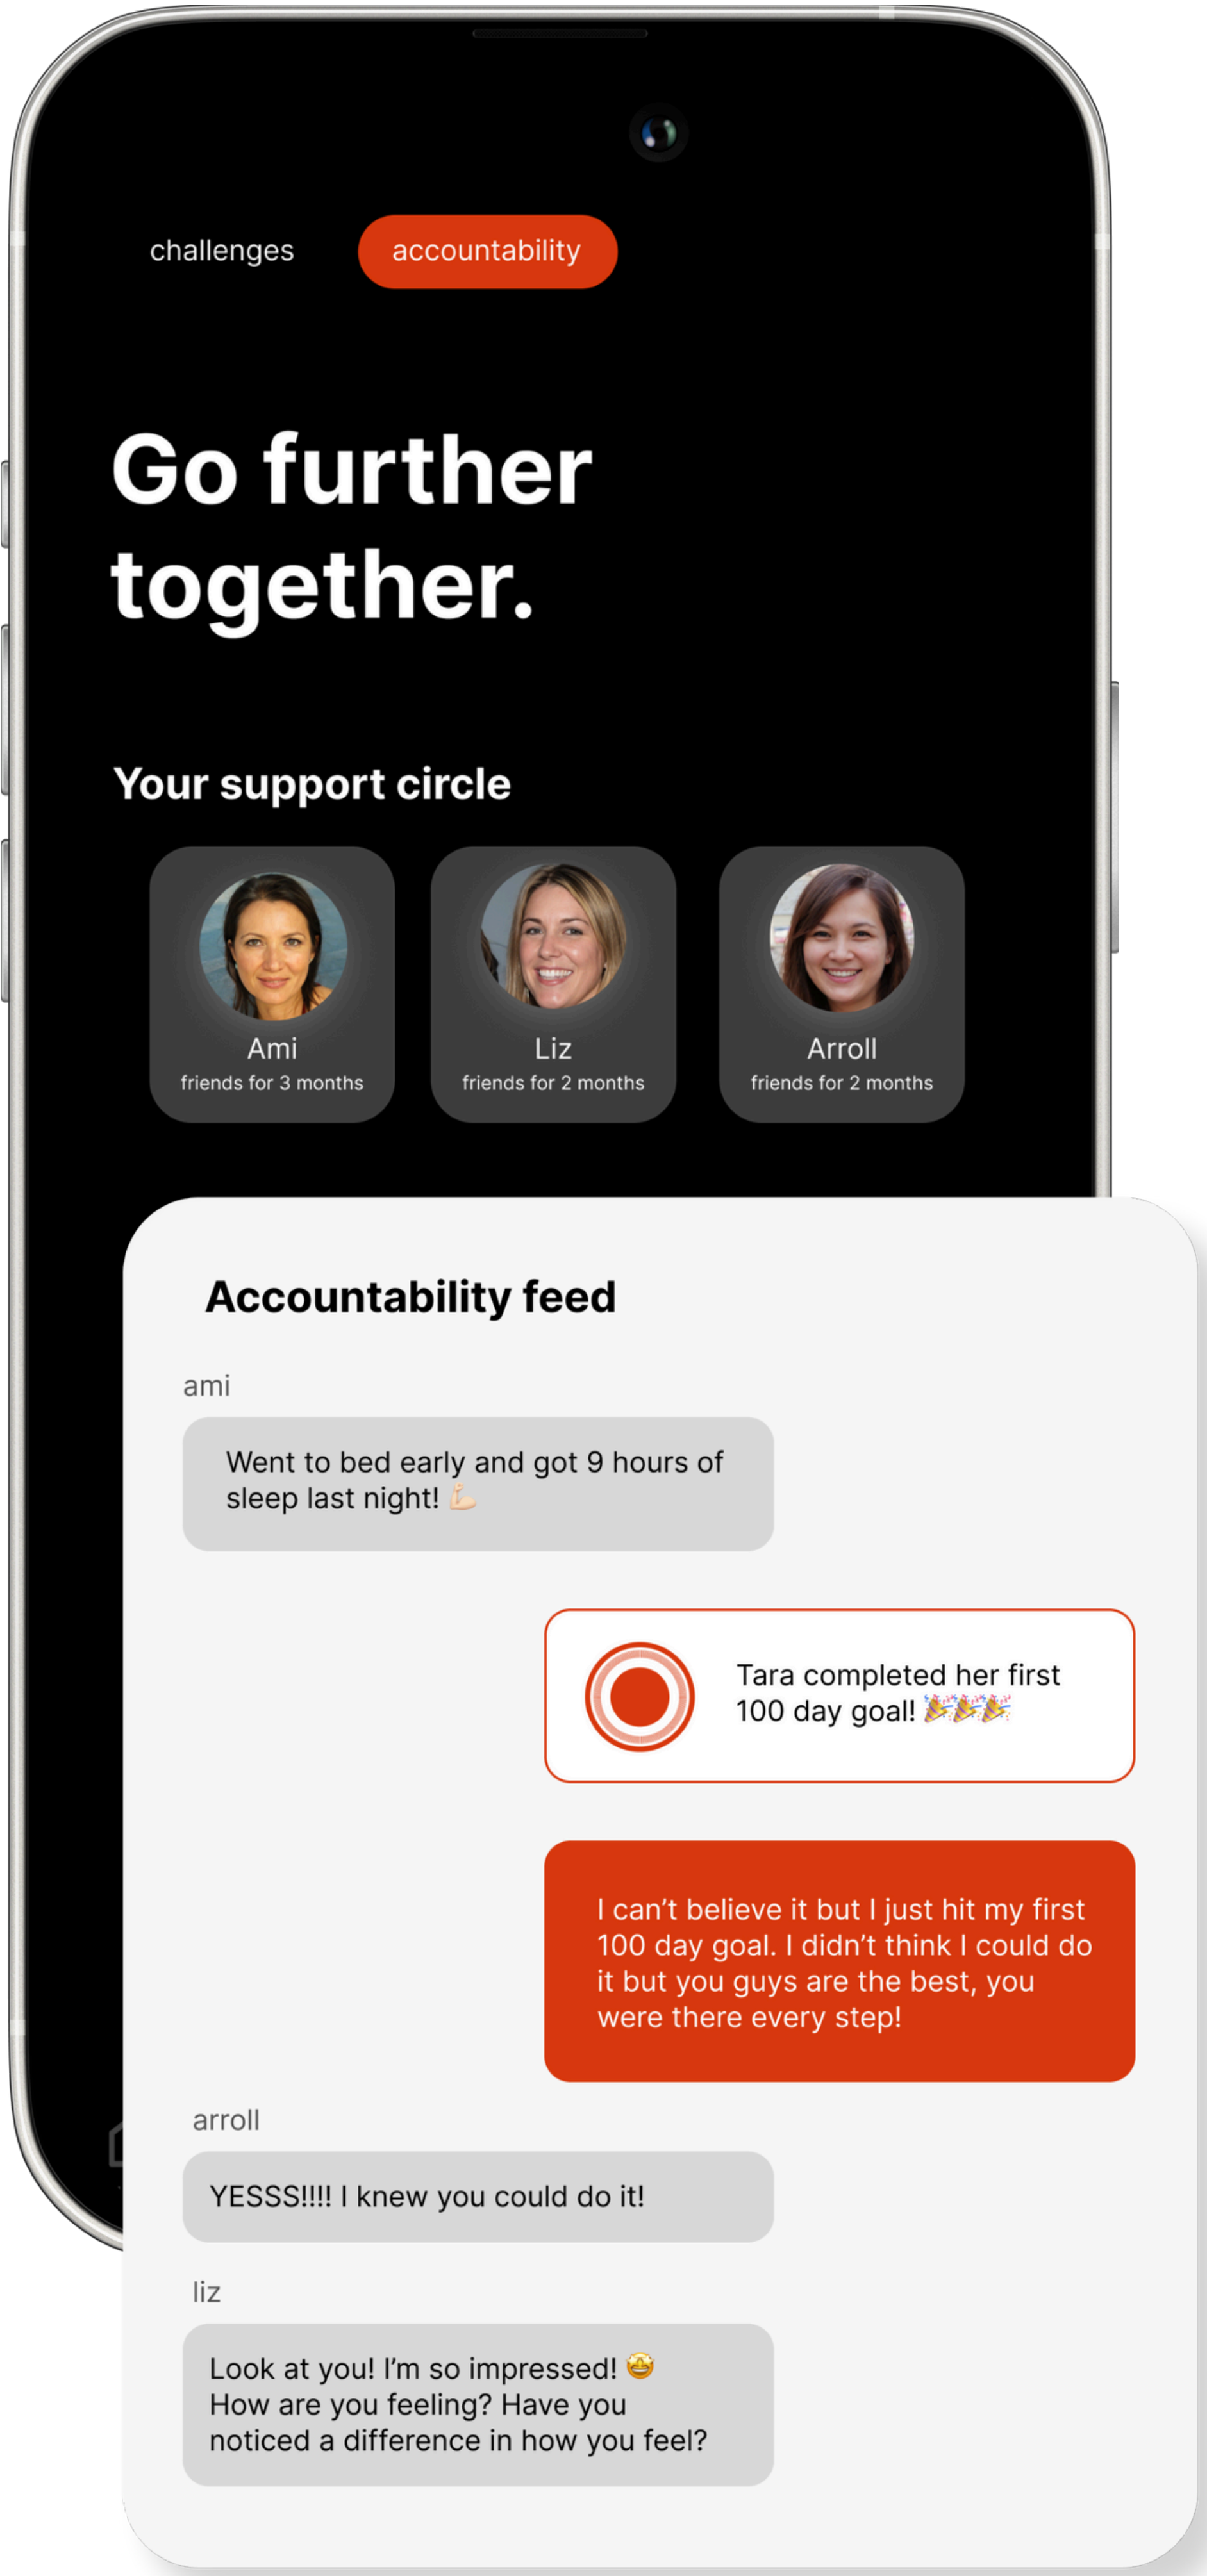 challenges accountability
Go further
together.
Your support circle
Ami Liz Arroll
friends for 3 months friends for 2 months friends for 2 months
Accountability feed
ami
Went to bed early and got 9 hours of
sleep last night! 💪🏻
Tara completed her first
100 day goal! 🎉🎉🎉
I can’t believe it but I just hit my first
100 day goal. I didn’t think I could do
it but you guys are the best, you
were there every step!
arroll
YESSS!!!! I knew you could do it!
liz
Look at you! I’m so impressed! 🤩
How are you feeling? Have you
noticed a difference in how you feel?